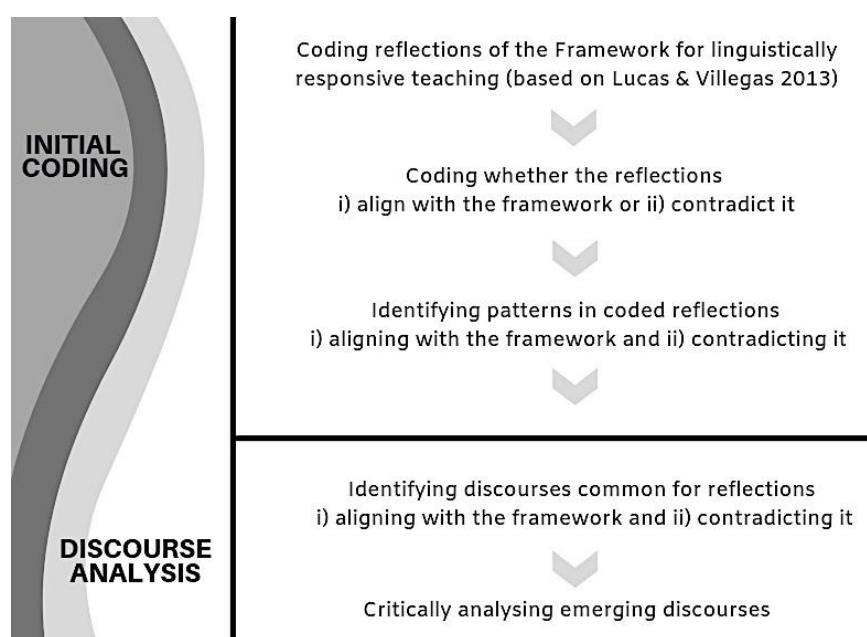 INITIAL
CODING
Coding reflections of the Framework for linguistically
responsive teaching (based on Lucas & Villegas 2013)
Coding whether the reflections
i) align with the framework or ii) contradict it
Identifying patterns in coded reflections
i) aligning with the framework and ii) contradicting it
DISCOURSE
ANALYSIS
Identifying discourses common for reflections
i) aligning with the framework and ii) contradicting it
Critically analysing emerging discourses